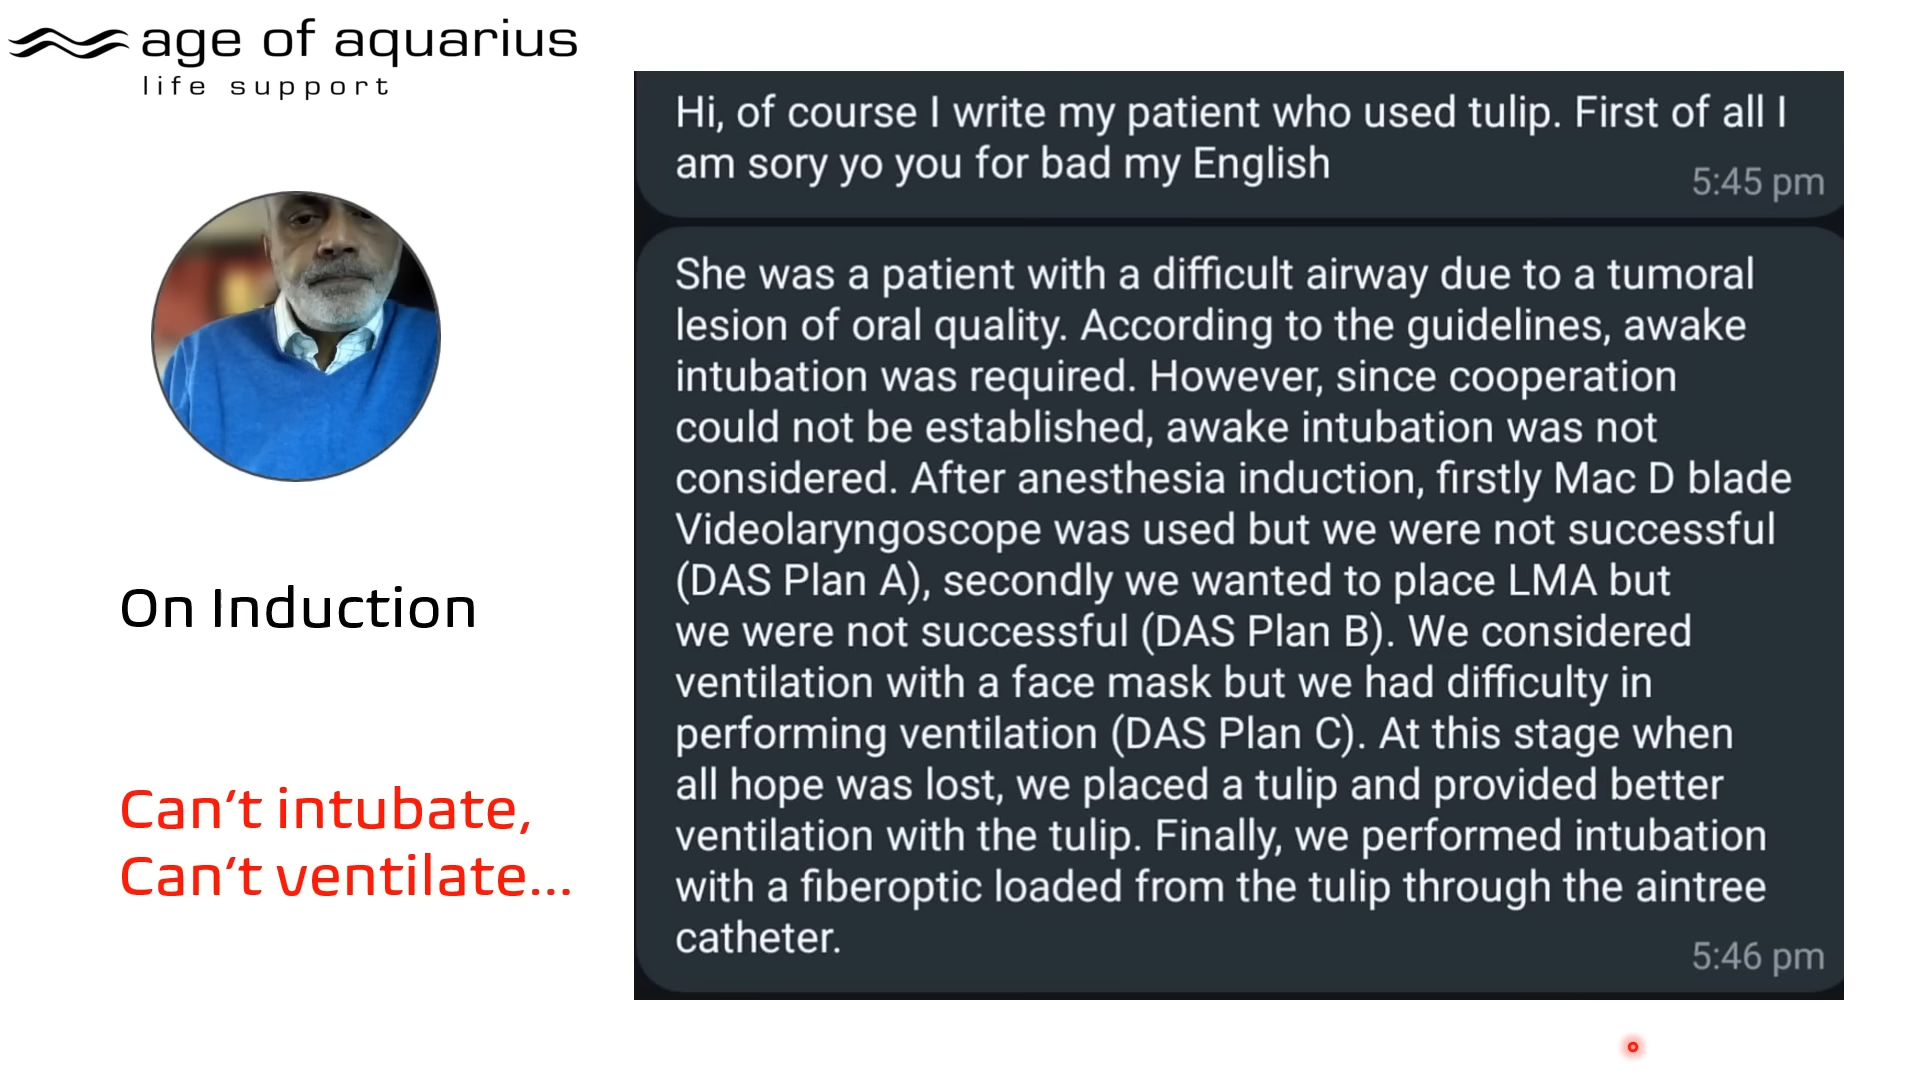 age of aquarius
life support
Hi, of course I write my patient who used tulip. First of all I
am sory yo you for bad my English
5:45 pm
She was a patient with a difficult airway due to a tumoral
lesion of oral quality. According to the guidelines, awake
intubation was required. However, since cooperation
could not be established, awake intubation was not
considered. After anesthesia induction, firstly Mac D blade
Videolaryngoscope was used but we were not successful
(DAS Plan A), secondly we wanted to place LMA but
we were not successful (DAS Plan B). We considered
ventilation with a face mask but we had difficulty in
performing ventilation (DAS Plan C). At this stage when
all hope was lost, we placed a tulip and provided better
ventilation with the tulip. Finally, we performed intubation
with a fiberoptic loaded from the tulip through the aintree
catheter.
5:46 pm
On Induction
Can't intubate,
Can't ventilate...